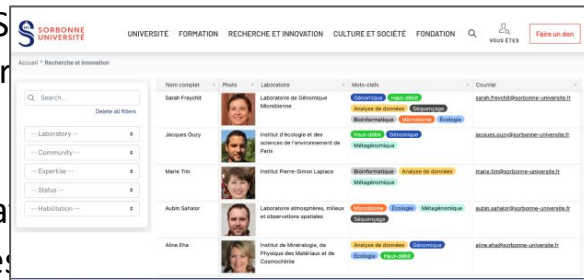 SORBONNE
UNIVERSITÉ
UNIVERSITÉ FORMATION RECHERCHE ET INNOVATION CULTURE ET SOCIÉTÉ FONDATION VOUS ÊTES Faire un don
Accueil * Recherche et innovation
Search...
Delete all filters
-- Laboratory --
-- Community --
-- Expertise --
-- Status --
-- Habilitation --
Nom complet Photo Laboratoire Mots-clefs Courriel
Sarah Freychit Laboratoire de Génomique Génomique Haut-débit sarah.freychit@sorbonne-universite.fr
Microbienne Analyse de données Séquençage
Bioinformatique Microbiome Écologie
Jacques Ouzy Institut d'écologie et des Haut-débit Génomique jacques.ouzy@sorbonne-universite.fr
sciences de l'environnement de Métagénomique
Paris
Marie Tim Institut Pierre-Simon Laplace Bioinformatique Analyse de données marie.tim@sorbonne-universite.fr
Métagénomique
Aubin Sahalor Laboratoire atmosphères, milieux Microbiome Écologie Métagénomique aubin.sahalor@sorbonne-universite.fr
et observations spatiales Séquençage
Aline Eha Institut de Minéralogie, de Analyse de données Génomique aline.eha@sorbonne-universite.fr
Physique des Matériaux et de Écologie Haut-débit
Cosmochimie